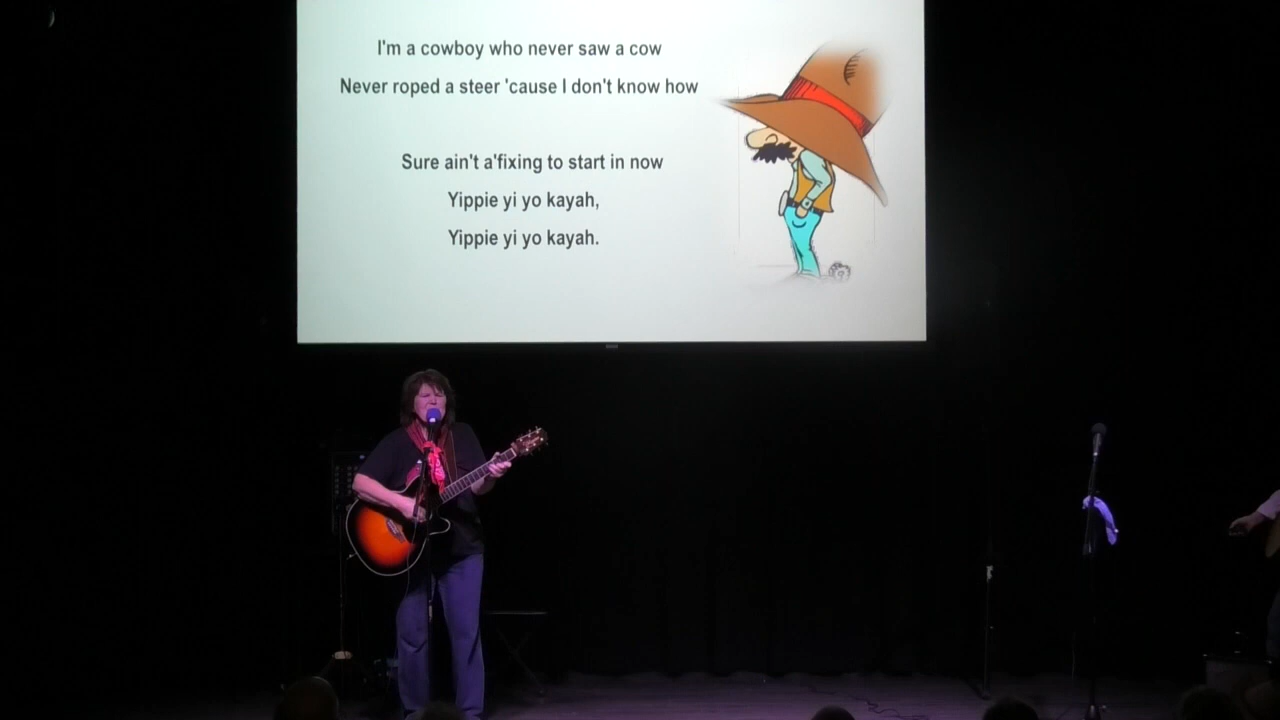 I'm a cowboy who never saw a cow
Never roped a steer 'cause I don't know how
Sure ain't a'fixing to start in now
Yippie yi yo kayah,
Yippie yi yo kayah.